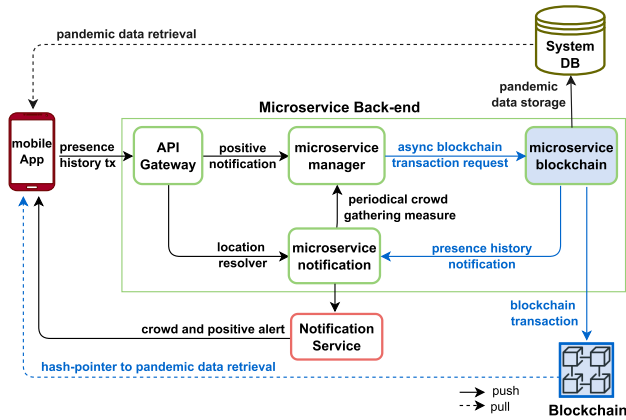 pandemic data retrieval
System
DB
pandemic
data storage
Microservice Back-end
mobile
App
presence
history tx
API
Gateway
positive
notification
microservice
manager
async blockchain
transaction request
microservice
blockchain
periodical crowd
gathering measure
location
resolver
microservice
notification
presence history
notification
blockchain
transaction
crowd and positive alert
Notification
Service
hash-pointer to pandemic data retrieval
push
pull
Blockchain